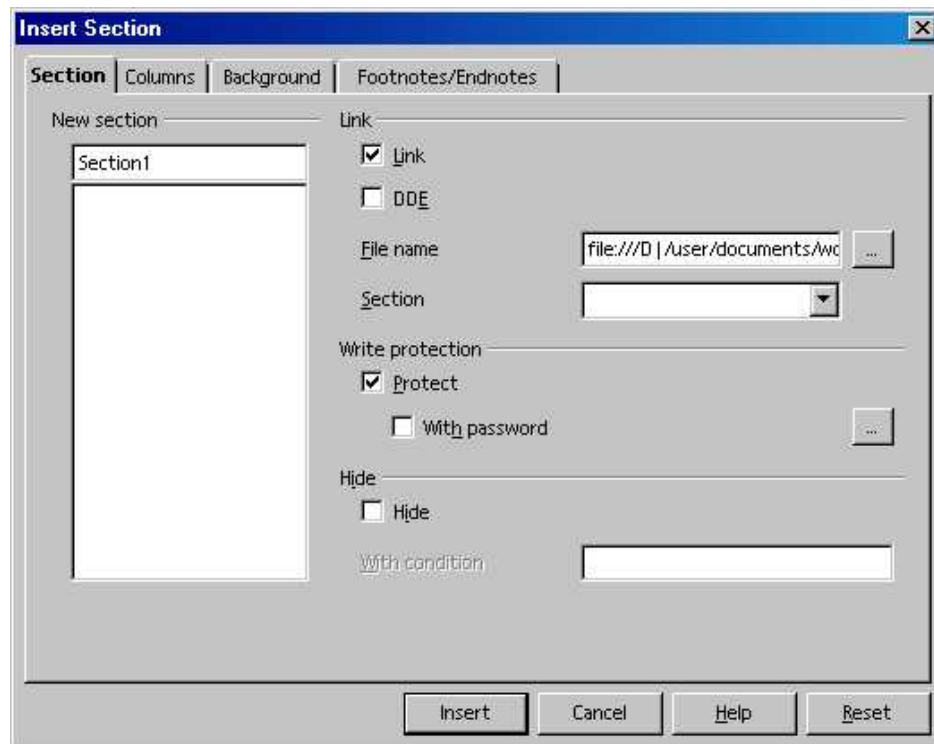 Insert Section
Section Columns Background Footnotes/Endnotes
New section
Section1
Link
Link
DDE
File name file:///D|/user/documents/wo ...
Section
Write protection
Protect
With password ...
Hide
Hide
With condition
Insert Cancel Help Reset